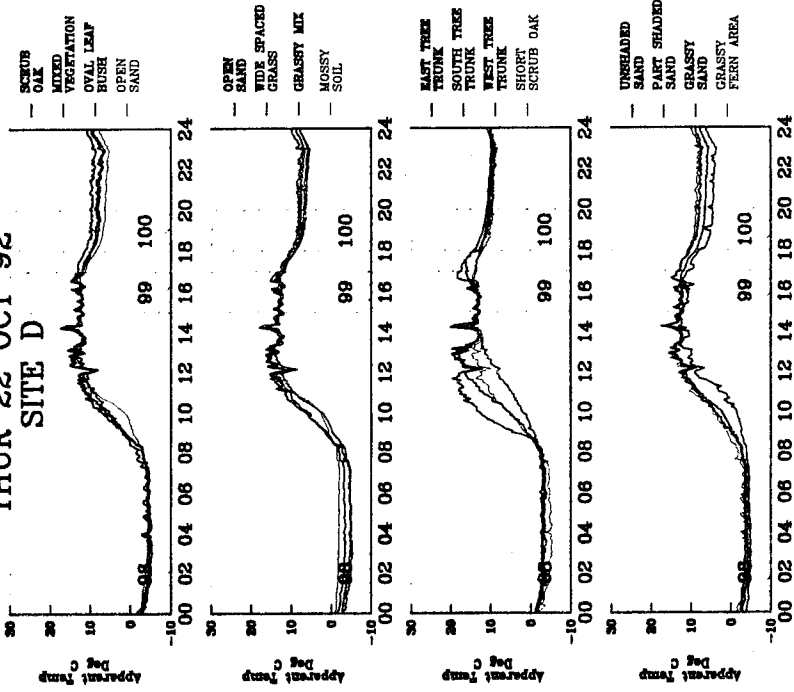 THUR 22 OCT 92
SITE D
30
20
10
0
-10
Apparent Temp
Deg C
00 02 04 06 08 10 12 14 16 18 20 22 24
98 99 100
SCRUB
OAK
MIXED
VEGETATION
OVAL LEAF
BUSH
OPEN
SAND
30
20
10
0
-10
Apparent Temp
Deg C
00 02 04 06 08 10 12 14 16 18 20 22 24
98 99 100
OPEN
SAND
WIDE SPACED
GRASS
GRASSY MIX
MOSSY
SOIL
30
20
10
0
-10
Apparent Temp
Deg C
00 02 04 06 08 10 12 14 16 18 20 22 24
98 99 100
EAST TREE
TRUNK
SOUTH TREE
TRUNK
WEST TREE
TRUNK
SHORT
SCRUB OAK
30
20
10
0
-10
Apparent Temp
Deg C
00 02 04 06 08 10 12 14 16 18 20 22 24
98 99 100
UNSHADED
SAND
PART SHADED
SAND
GRASSY
SAND
GRASSY
FERN AREA